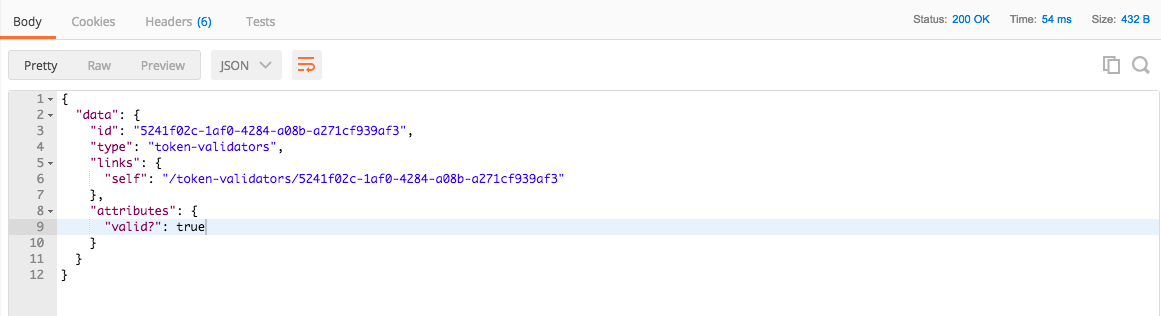 Body Cookies Headers (6) Tests Status: 200 OK Time: 54 ms Size: 432 B
Pretty Raw Preview JSON
1 {
2 "data": {
3 "id": "5241f02c-1af0-4284-a08b-a271cf939af3",
4 "type": "token-validators",
5 "links": {
6 "self": "/token-validators/5241f02c-1af0-4284-a08b-a271cf939af3"
7 },
8 "attributes": {
9 "valid?": true
10 }
11 }
12 }